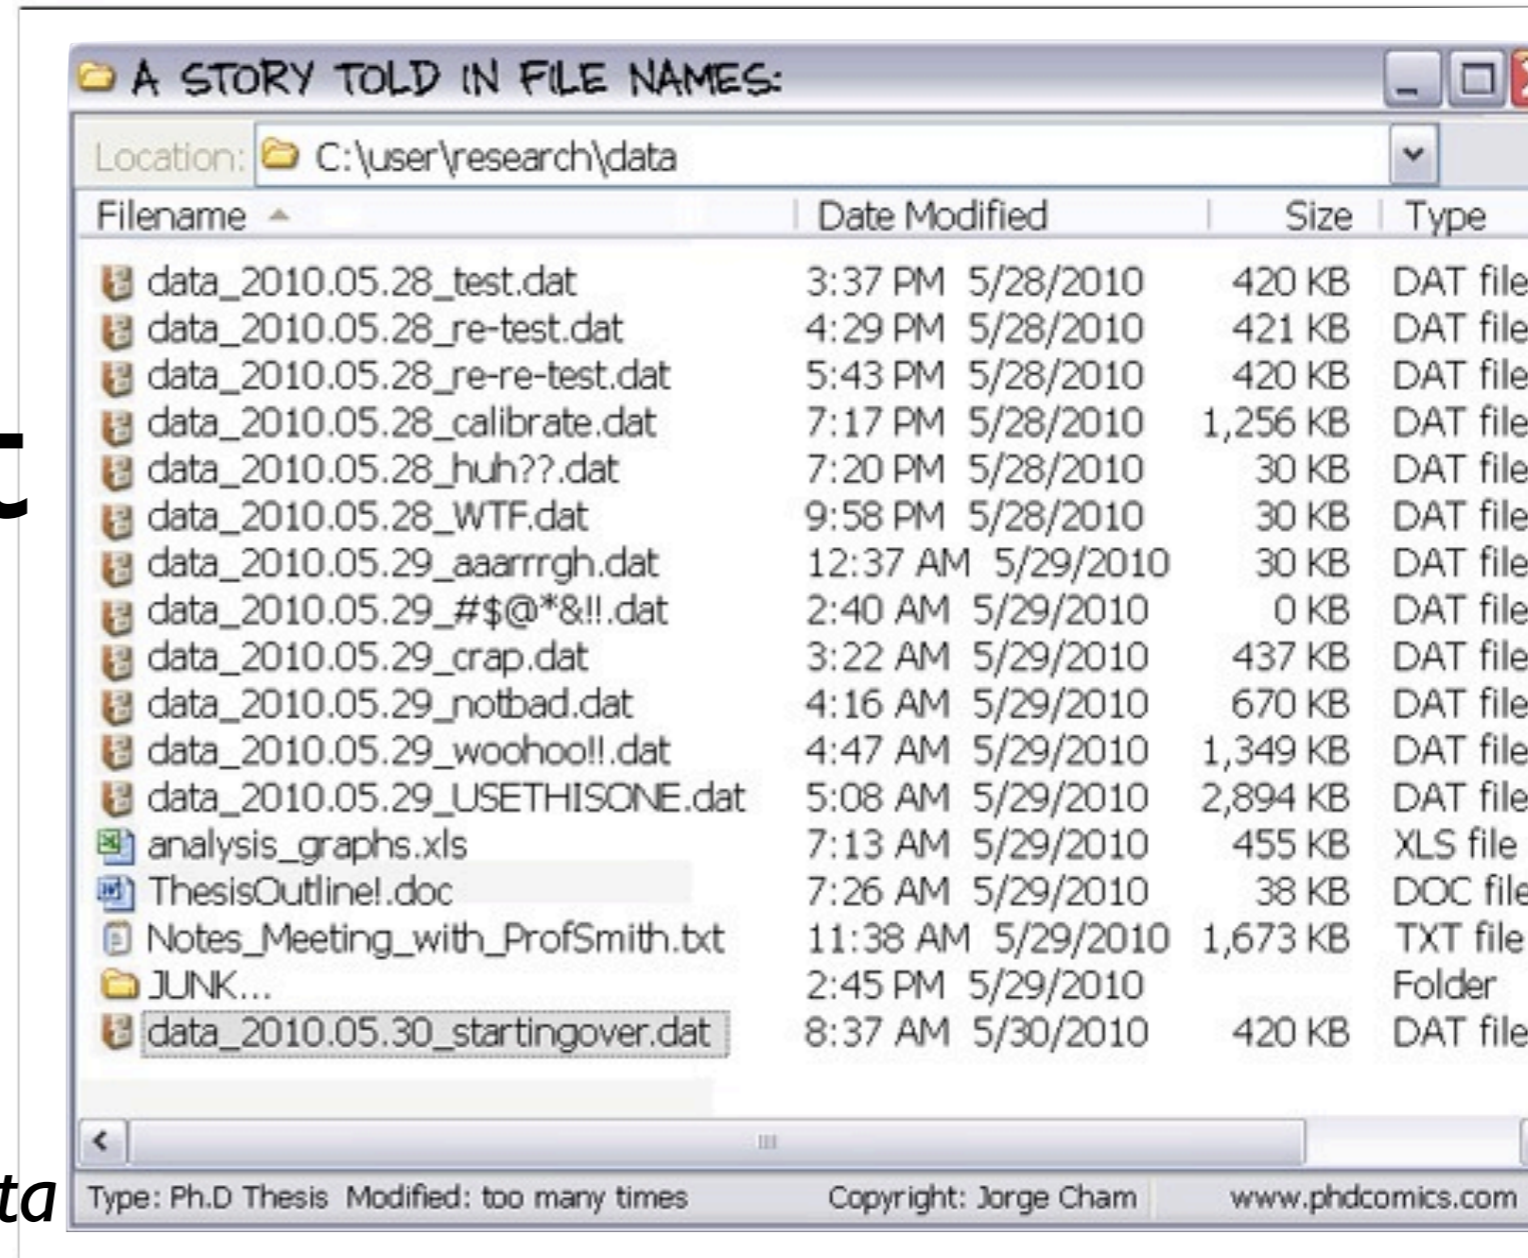 A STORY TOLD IN FILE NAMES:
Location: C:\user\research\data
Filename Date Modified Size Type
data_2010.05.28_test.dat 3:37 PM 5/28/2010 420 KB DAT file
data_2010.05.28_re-test.dat 4:29 PM 5/28/2010 421 KB DAT file
data_2010.05.28_re-re-test.dat 5:43 PM 5/28/2010 420 KB DAT file
data_2010.05.28_calibrate.dat 7:17 PM 5/28/2010 1,256 KB DAT file
data_2010.05.28_huh??.dat 7:20 PM 5/28/2010 30 KB DAT file
data_2010.05.28_WTF.dat 9:58 PM 5/28/2010 30 KB DAT file
data_2010.05.29_aaarrrgh.dat 12:37 AM 5/29/2010 30 KB DAT file
data_2010.05.29_#$@*&!!.dat 2:40 AM 5/29/2010 0 KB DAT file
data_2010.05.29_crap.dat 3:22 AM 5/29/2010 437 KB DAT file
data_2010.05.29_notbad.dat 4:16 AM 5/29/2010 670 KB DAT file
data_2010.05.29_woohoo!!.dat 4:47 AM 5/29/2010 1,349 KB DAT file
data_2010.05.29_USETHISONE.dat 5:08 AM 5/29/2010 2,894 KB DAT file
analysis_graphs.xls 7:13 AM 5/29/2010 455 KB XLS file
ThesisOutline!.doc 7:26 AM 5/29/2010 38 KB DOC file
Notes_Meeting_with_ProfSmith.txt 11:38 AM 5/29/2010 1,673 KB TXT file
JUNK... 2:45 PM 5/29/2010 Folder
data_2010.05.30_startingover.dat 8:37 AM 5/30/2010 420 KB DAT file
ta
Type: Ph.D Thesis Modified: too many times Copyright: Jorge Cham www.phdcomics.com